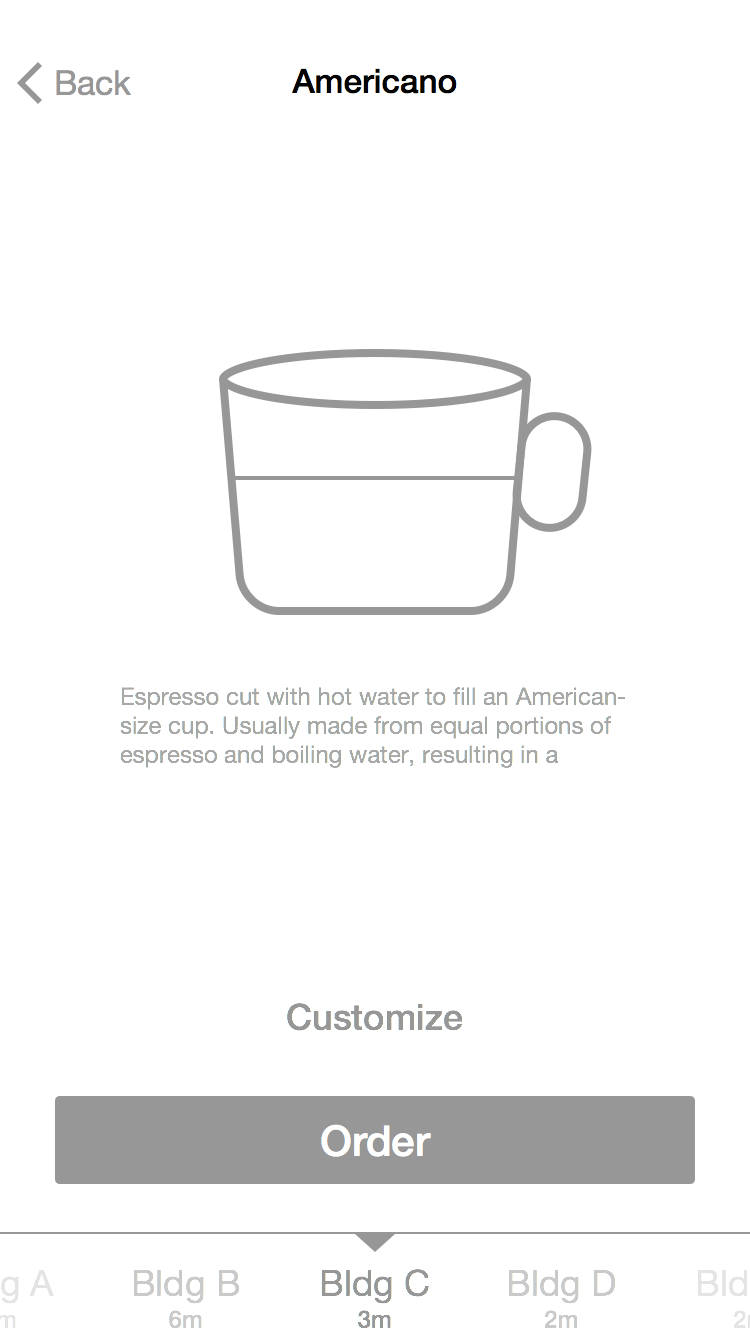 Back
Americano
Espresso cut with hot water to fill an American-
size cup. Usually made from equal portions of
espresso and boiling water, resulting in a
Customize
Order
g A Bldg B Bldg C Bldg D Bld
m 6m 3m 2m 2